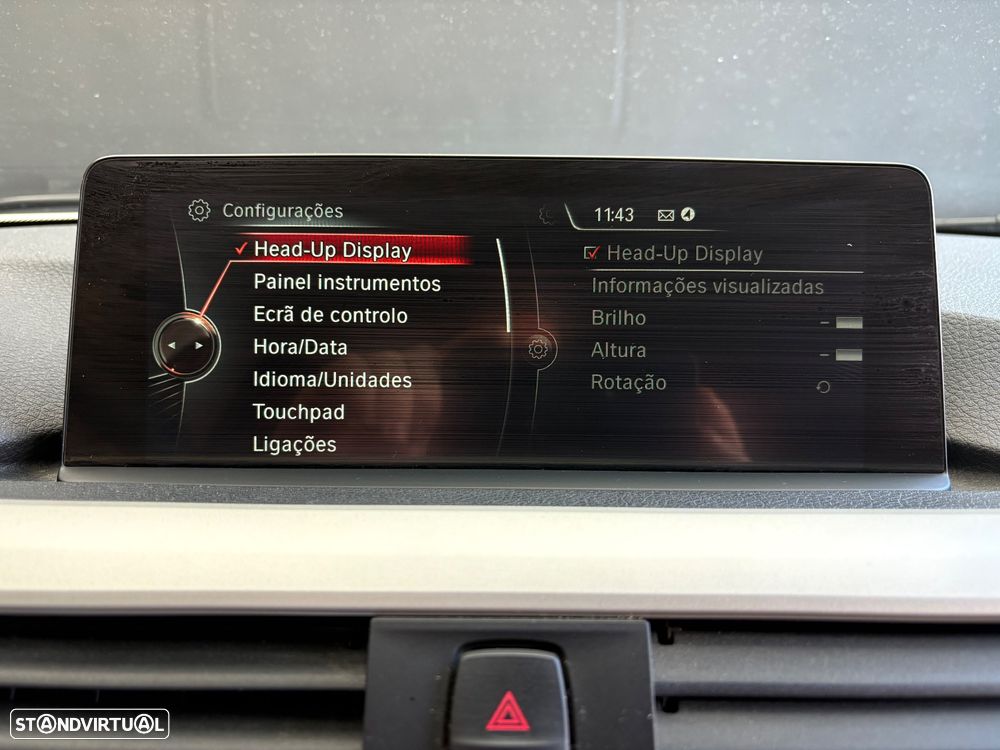 Configurações
Head-Up Display
Painel instrumentos
Ecrã de controlo
Hora/Data
Idioma/Unidades
Touchpad
Ligações
11:43
Head-Up Display
Informações visualizadas
Brilho
Altura
Rotação
STANDVIRTUAL